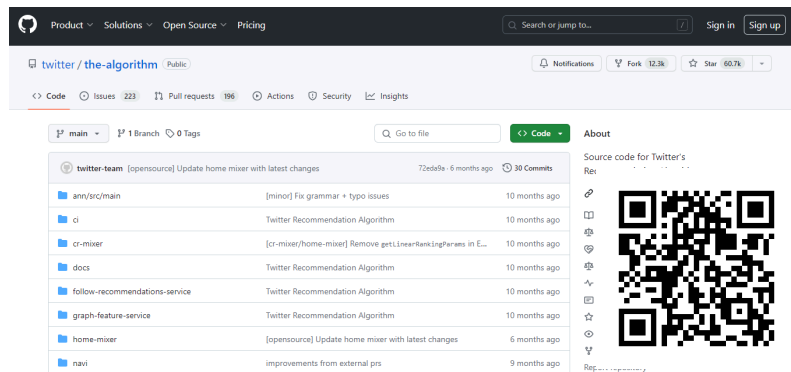 Product Solutions Open Source Pricing Search or jump to... / Sign in Sign up
twitter / the-algorithm Public Notifications Fork 12.3k Star 60.7k
Code Issues 223 Pull requests 196 Actions Security Insights
main 1 Branch 0 Tags Go to file Code About
Source code for Twitter's
twitter-team [opensource] Update home mixer with latest changes 72eda9a · 6 months ago 30 Commits
ann/src/main [minor] Fix grammar + typo issues 10 months ago
ci Twitter Recommendation Algorithm 10 months ago
cr-mixer [cr-mixer/home-mixer] Remove getLinearRankingParams in E... 10 months ago
docs Twitter Recommendation Algorithm 10 months ago
follow-recommendations-service Twitter Recommendation Algorithm 10 months ago
graph-feature-service Twitter Recommendation Algorithm 10 months ago
home-mixer [opensource] Update home mixer with latest changes 6 months ago
navi improvements from external prs 9 months ago